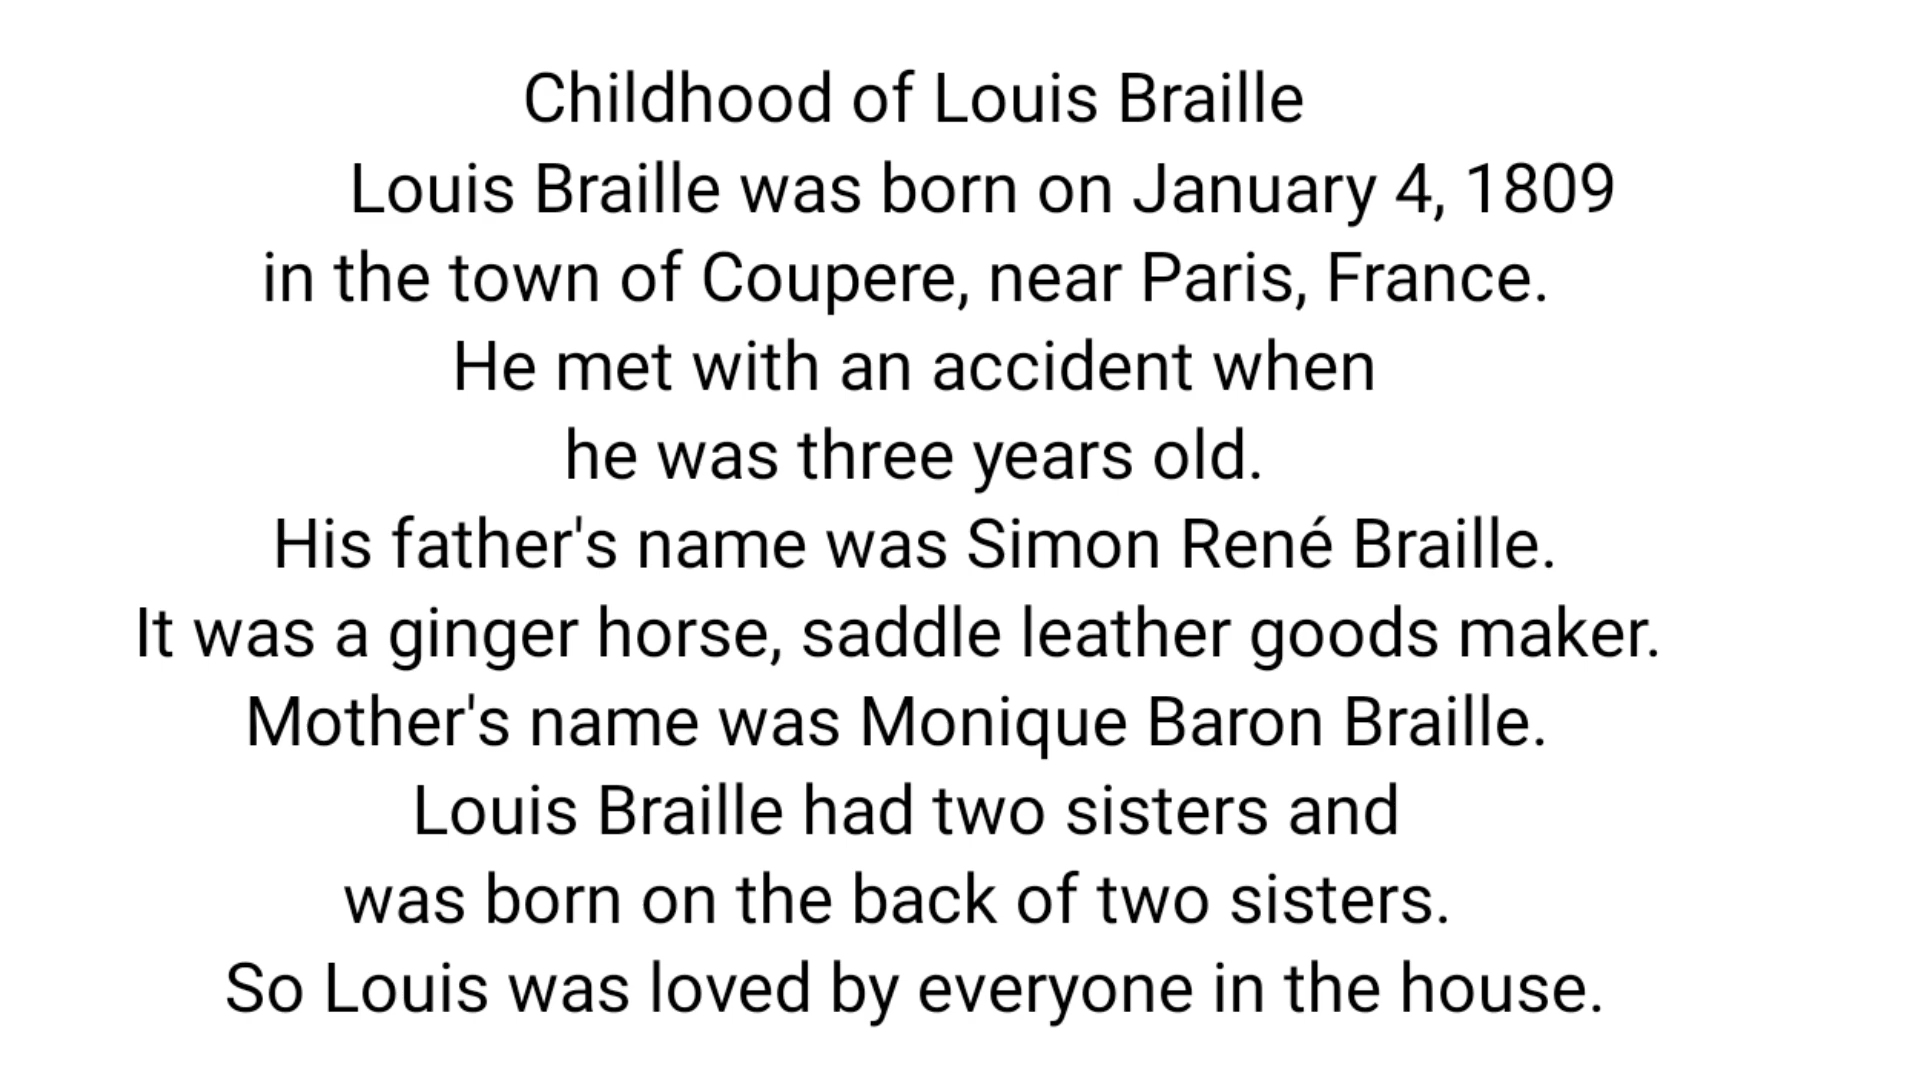 Childhood of Louis Braille
Louis Braille was born on January 4, 1809
in the town of Coupere, near Paris, France.
He met with an accident when
he was three years old.
His father's name was Simon René Braille.
It was a ginger horse, saddle leather goods maker.
Mother's name was Monique Baron Braille.
Louis Braille had two sisters and
was born on the back of two sisters.
So Louis was loved by everyone in the house.